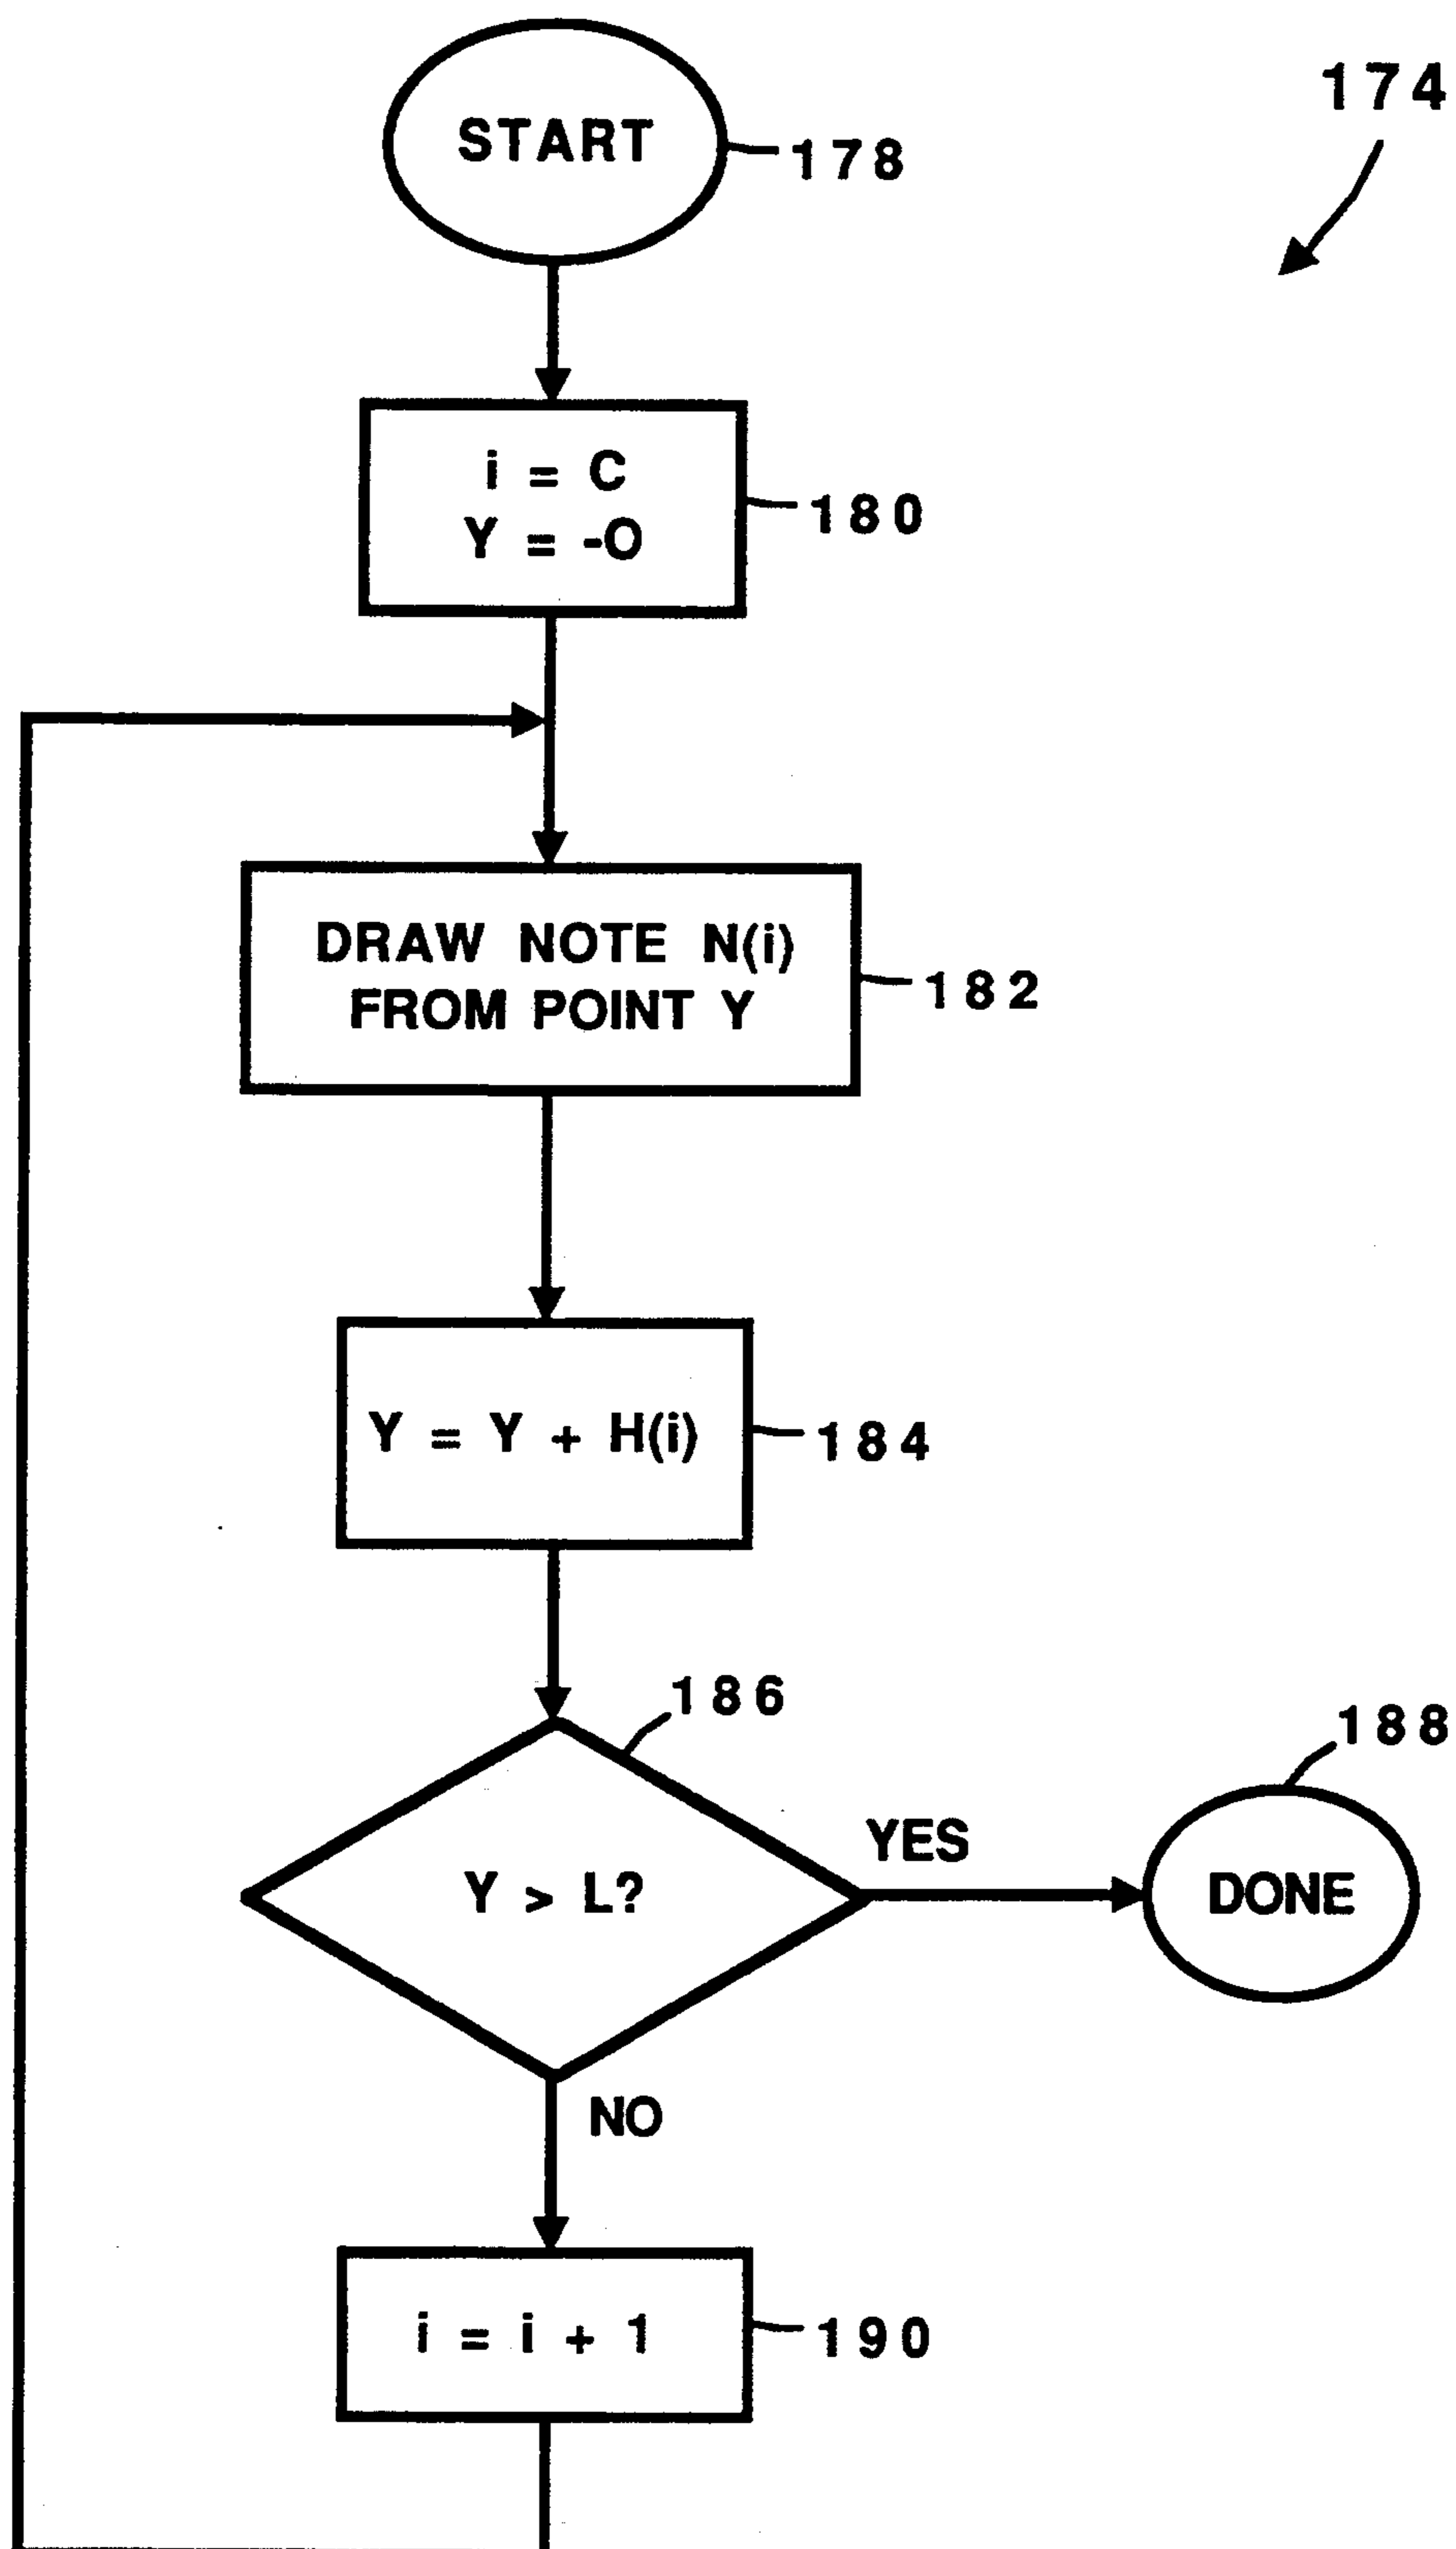 174
START
178
i = C
Y = -O
180
DRAW NOTE N(i)
FROM POINT Y
182
Y = Y + H(i)
184
186
188
Y > L?
YES
DONE
NO
i = i + 1
190